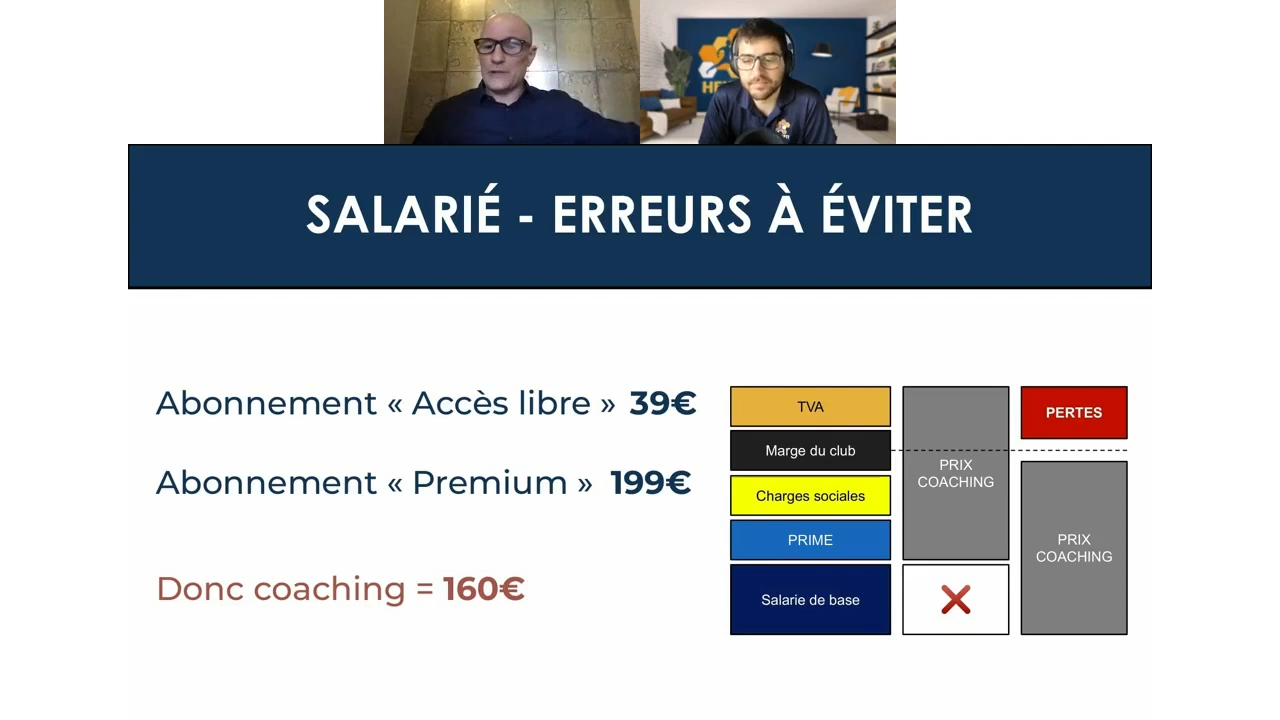 SALARIÉ - ERREURS À ÉVITER
Abonnement « Accès libre » 39€
Abonnement « Premium » 199€
Donc coaching = 160€
TVA
Marge du club
Charges sociales
PRIME
Salarie de base
PRIX
COACHING
PERTES
PRIX
COACHING